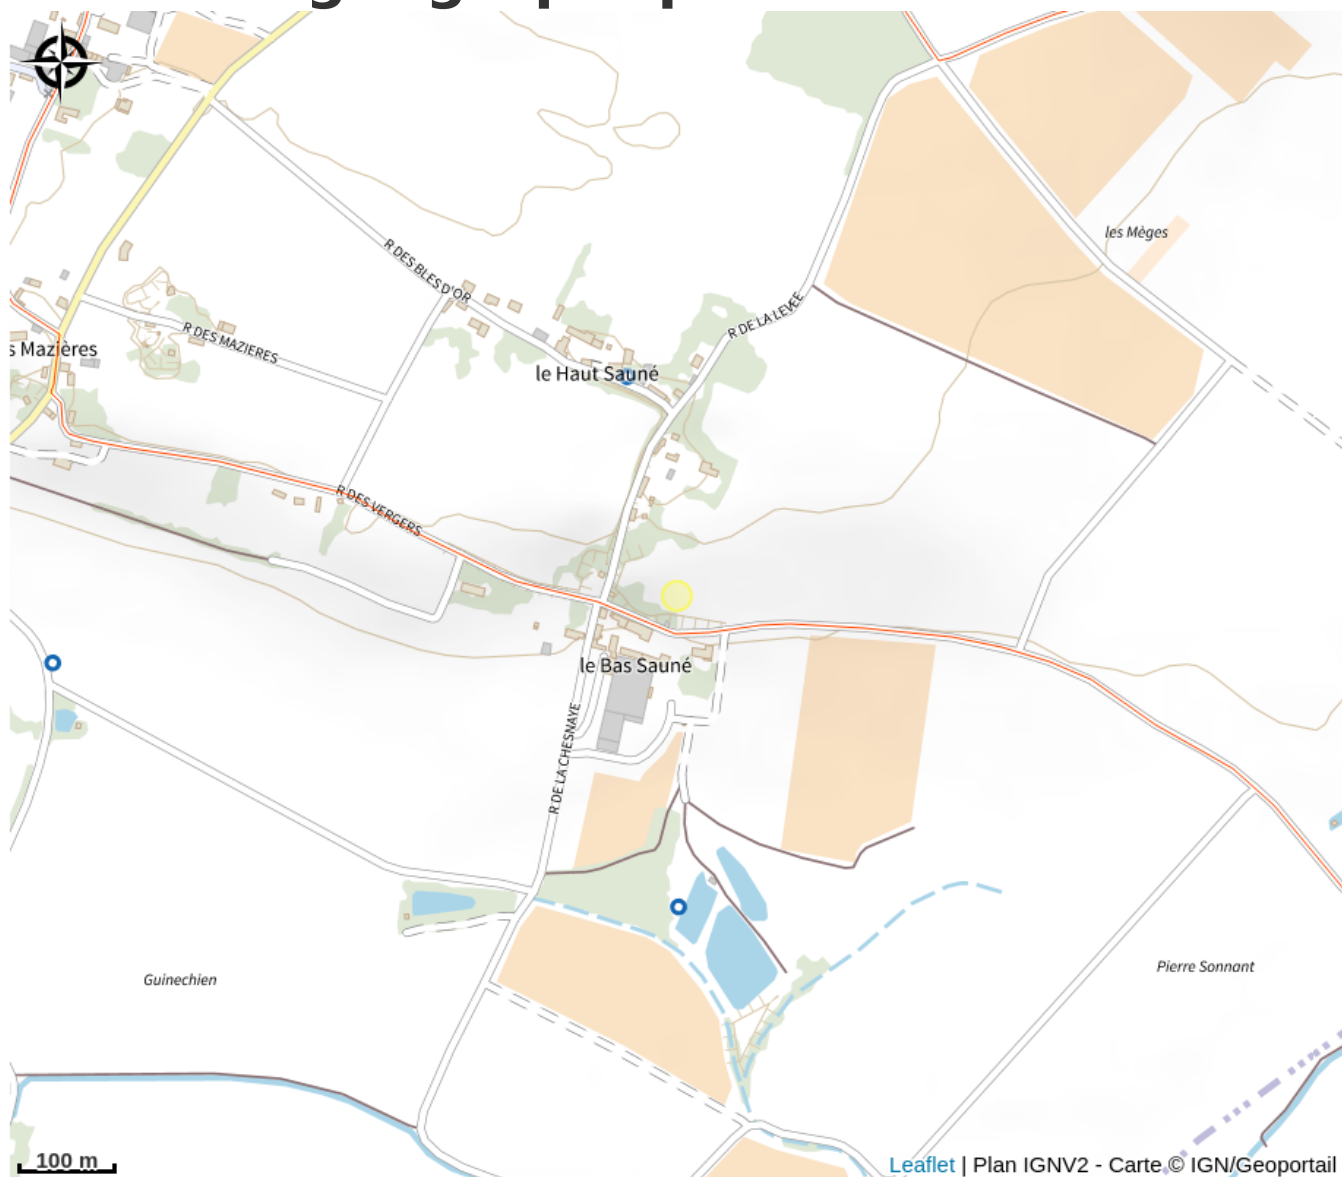 les Mèges
R DES BLES D'OR
R DE LA LEVEE
R DES MAZIERES
s Mazières
le Haut Sauné
R DES VERGERS
le Bas Sauné
R DE LA CHESNAYE
Guinechien
Pierre Sonnant
100 m
Leaflet | Plan IGNV2 - Carte © IGN/Geoportail